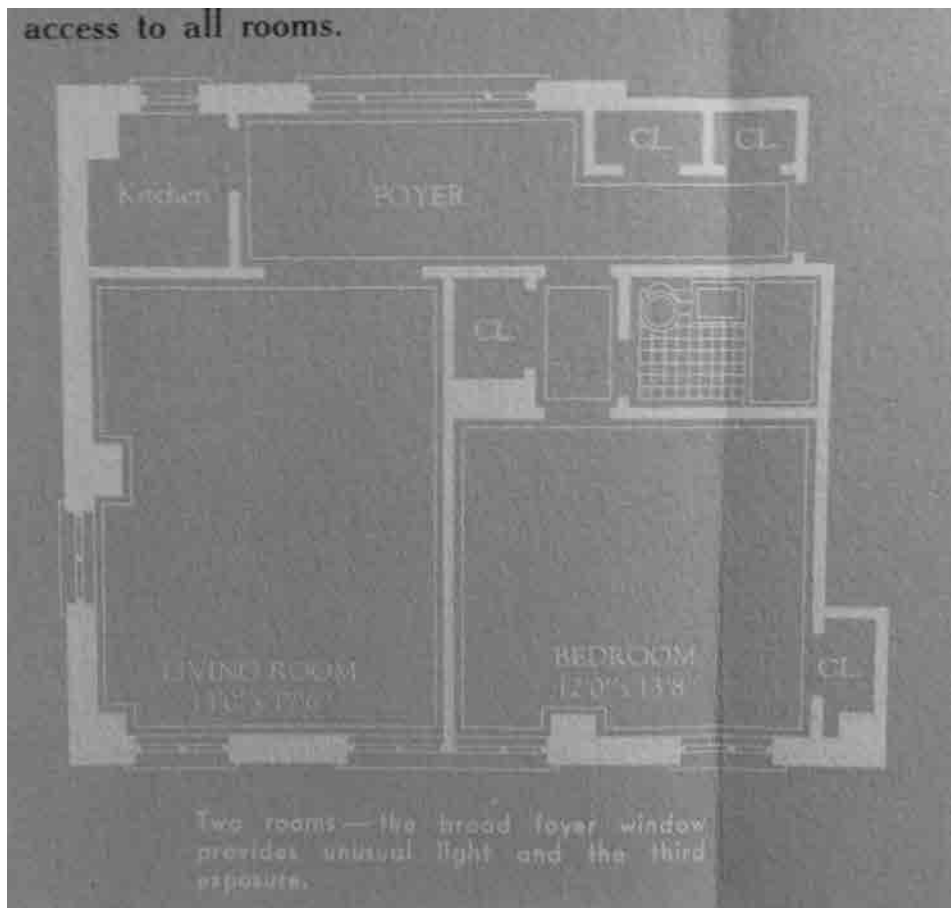 access to all rooms.
CL. CL.
Kitchen FOYER
CL.
LIVING ROOM
BEDROOM
12'0" x 13'8"
CL.
Two rooms—the broad foyer window
provides unusual light and the third
exposure.